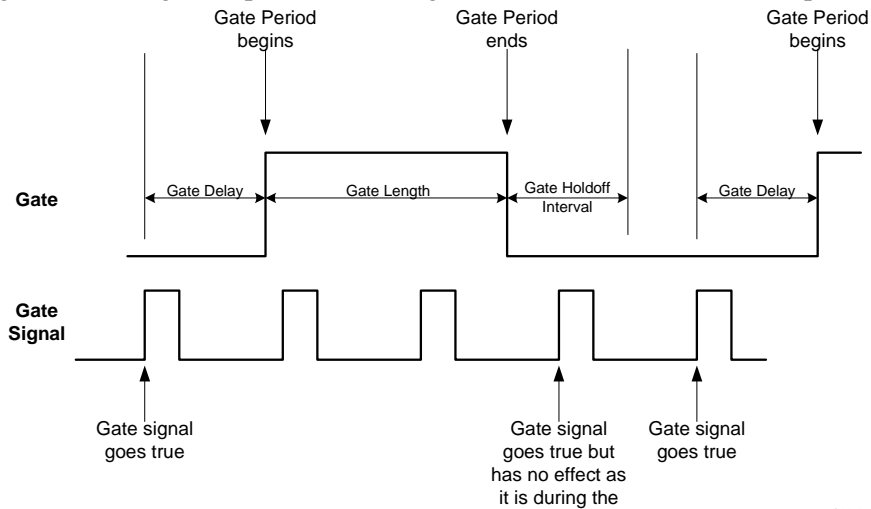 Gate Period
begins
Gate Period
ends
Gate Period
begins
Gate
Gate Delay
Gate Length
Gate Holdoff
Interval
Gate Delay
Gate
Signal
Gate signal
goes true
Gate signal
goes true but
has no effect as
it is during the
Gate signal
goes true